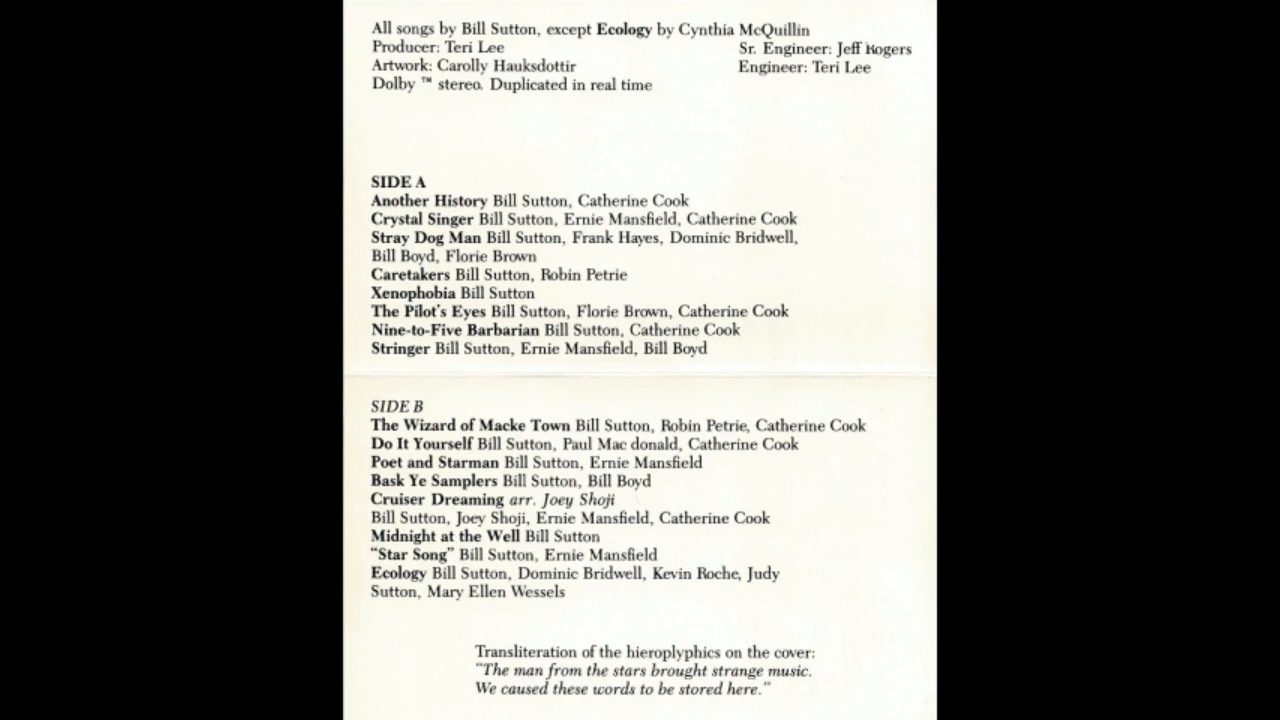 All songs by Bill Sutton, except Ecology by Cynthia McQuillin
Producer: Teri Lee
Sr. Engineer: Jeff Rogers
Artwork: Carolly Hauksdottir
Engineer: Teri Lee
Dolby ™ stereo. Duplicated in real time
SIDE A
Another History Bill Sutton, Catherine Cook
Crystal Singer Bill Sutton, Ernie Mansfield, Catherine Cook
Stray Dog Man Bill Sutton, Frank Hayes, Dominic Bridwell,
Bill Boyd, Florie Brown
Caretakers Bill Sutton, Robin Petrie
Xenophobia Bill Sutton
The Pilot's Eyes Bill Sutton, Florie Brown, Catherine Cook
Nine-to-Five Barbarian Bill Sutton, Catherine Cook
Stringer Bill Sutton, Ernie Mansfield, Bill Boyd
SIDE B
The Wizard of Macke Town Bill Sutton, Robin Petrie, Catherine Cook
Do It Yourself Bill Sutton, Paul Mac donald, Catherine Cook
Poet and Starman Bill Sutton, Ernie Mansfield
Bask Ye Samplers Bill Sutton, Bill Boyd
Cruiser Dreaming arr. Joey Shoji
Bill Sutton, Joey Shoji, Ernie Mansfield, Catherine Cook
Midnight at the Well Bill Sutton
“Star Song” Bill Sutton, Ernie Mansfield
Ecology Bill Sutton, Dominic Bridwell, Kevin Roche, Judy
Sutton, Mary Ellen Wessels
Transliteration of the hieroplyphics on the cover:
“The man from the stars brought strange music.
We caused these words to be stored here.”